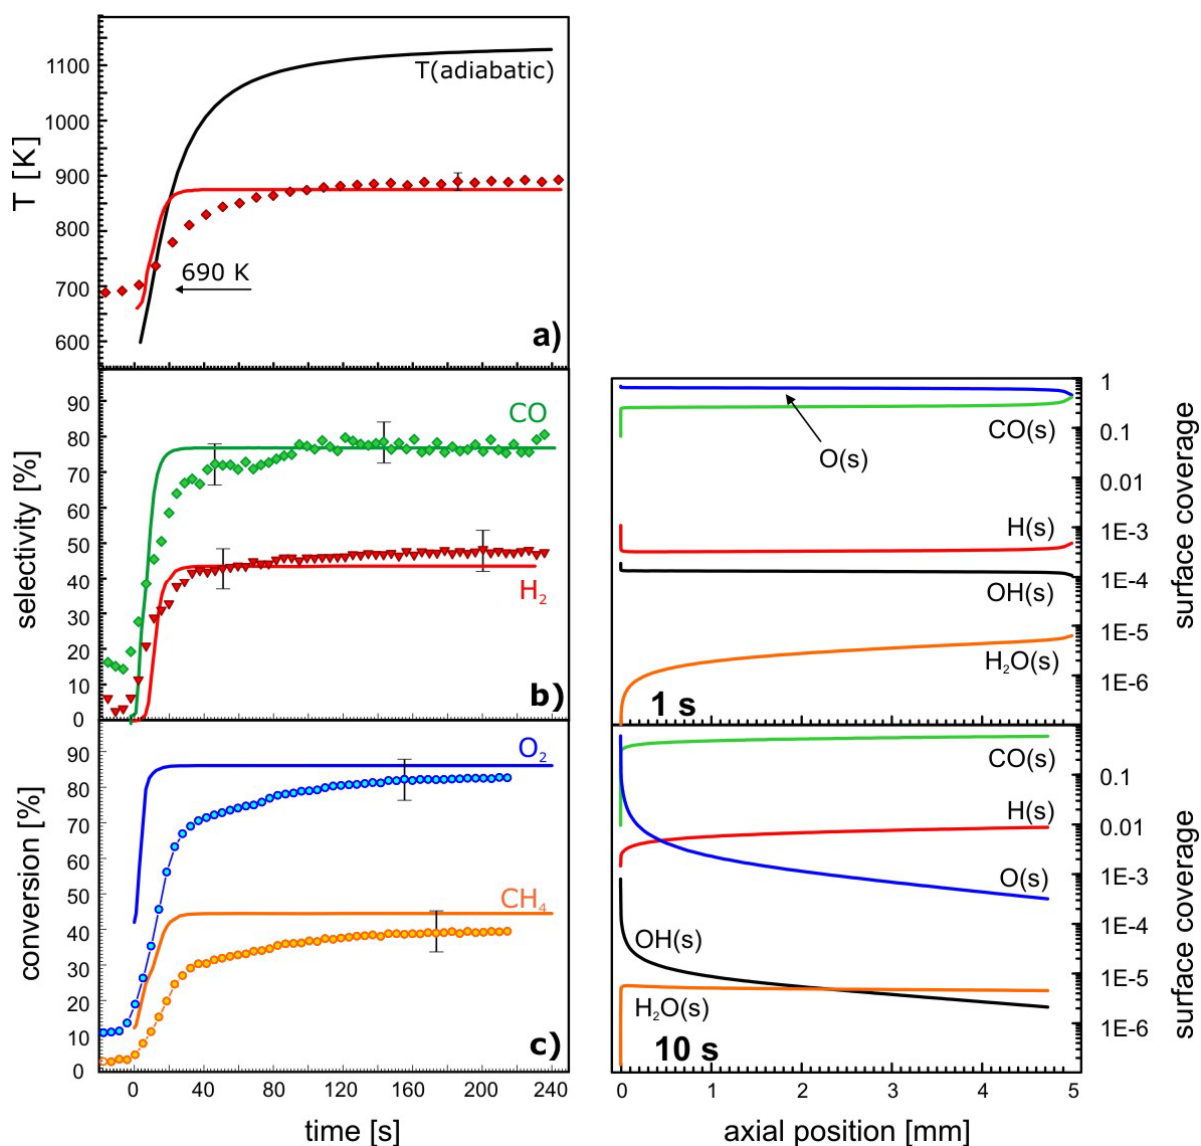 T [K]
1100
1000
900
800
700
600
T(adiabatic)
690 K
a)
selectivity [%]
90
80
70
60
50
40
30
20
10
0
CO
H₂
b)
conversion [%]
90
80
70
60
50
40
30
20
10
0
O₂
CH₄
c)
0 40 80 120 160 200 240
time [s]
1
0.1
0.01
1E-3
1E-4
1E-5
1E-6
surface coverage
CO(s)
O(s)
H(s)
OH(s)
H₂O(s)
1 s
0.1
0.01
1E-3
1E-4
1E-5
1E-6
surface coverage
CO(s)
H(s)
O(s)
OH(s)
H₂O(s)
10 s
0 1 2 3 4 5
axial position [mm]